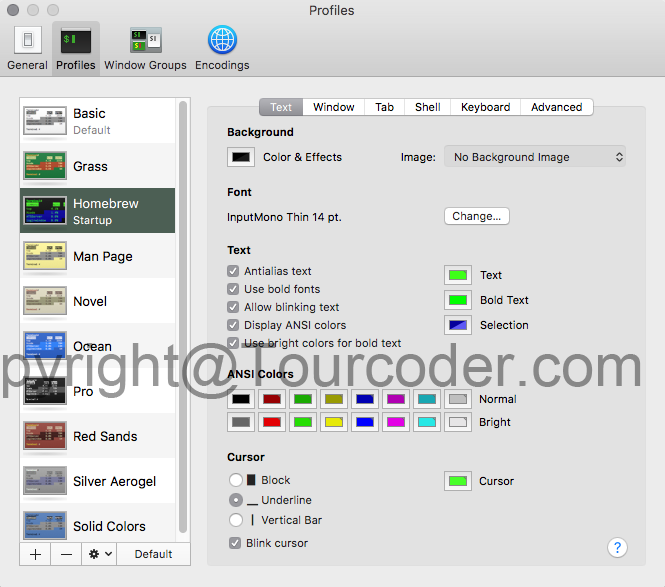 Profiles
General Profiles Window Groups Encodings
Text Window Tab Shell Keyboard Advanced
Basic
Default
Grass
Homebrew
Startup
Man Page
Novel
Ocean
Pro
Red Sands
Silver Aerogel
Solid Colors
+ − Default
Background
Color & Effects Image: No Background Image
Font
InputMono Thin 14 pt. Change...
Text
Antialias text
Use bold fonts
Allow blinking text
Display ANSI colors
Use bright colors for bold text
Text
Bold Text
Selection
pyright@Tourcoder.com
ANSI Colors
Normal
Bright
Cursor
Block
Underline
Vertical Bar
Blink cursor
Cursor
?